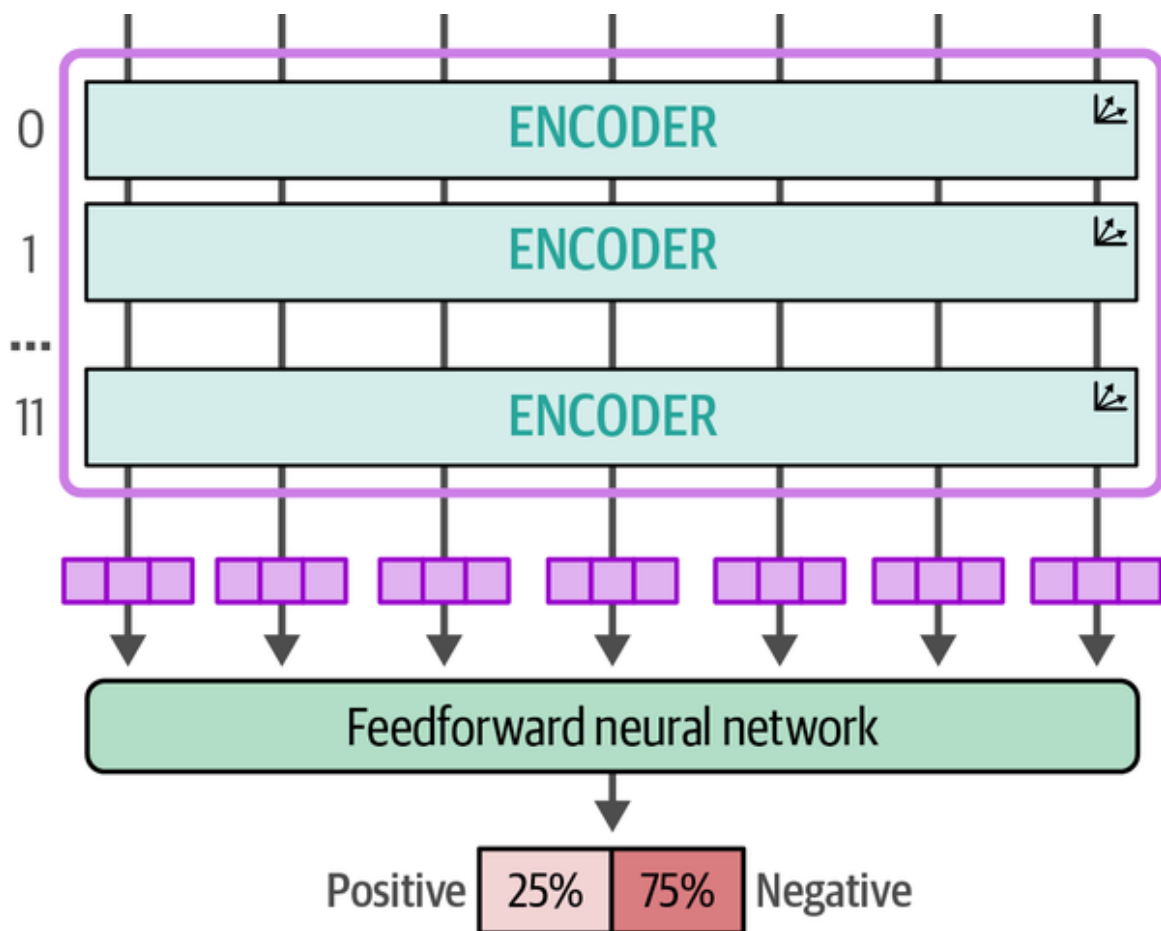 0 ENCODER
1 ENCODER
...
11 ENCODER
Feedforward neural network
Positive 25% 75% Negative